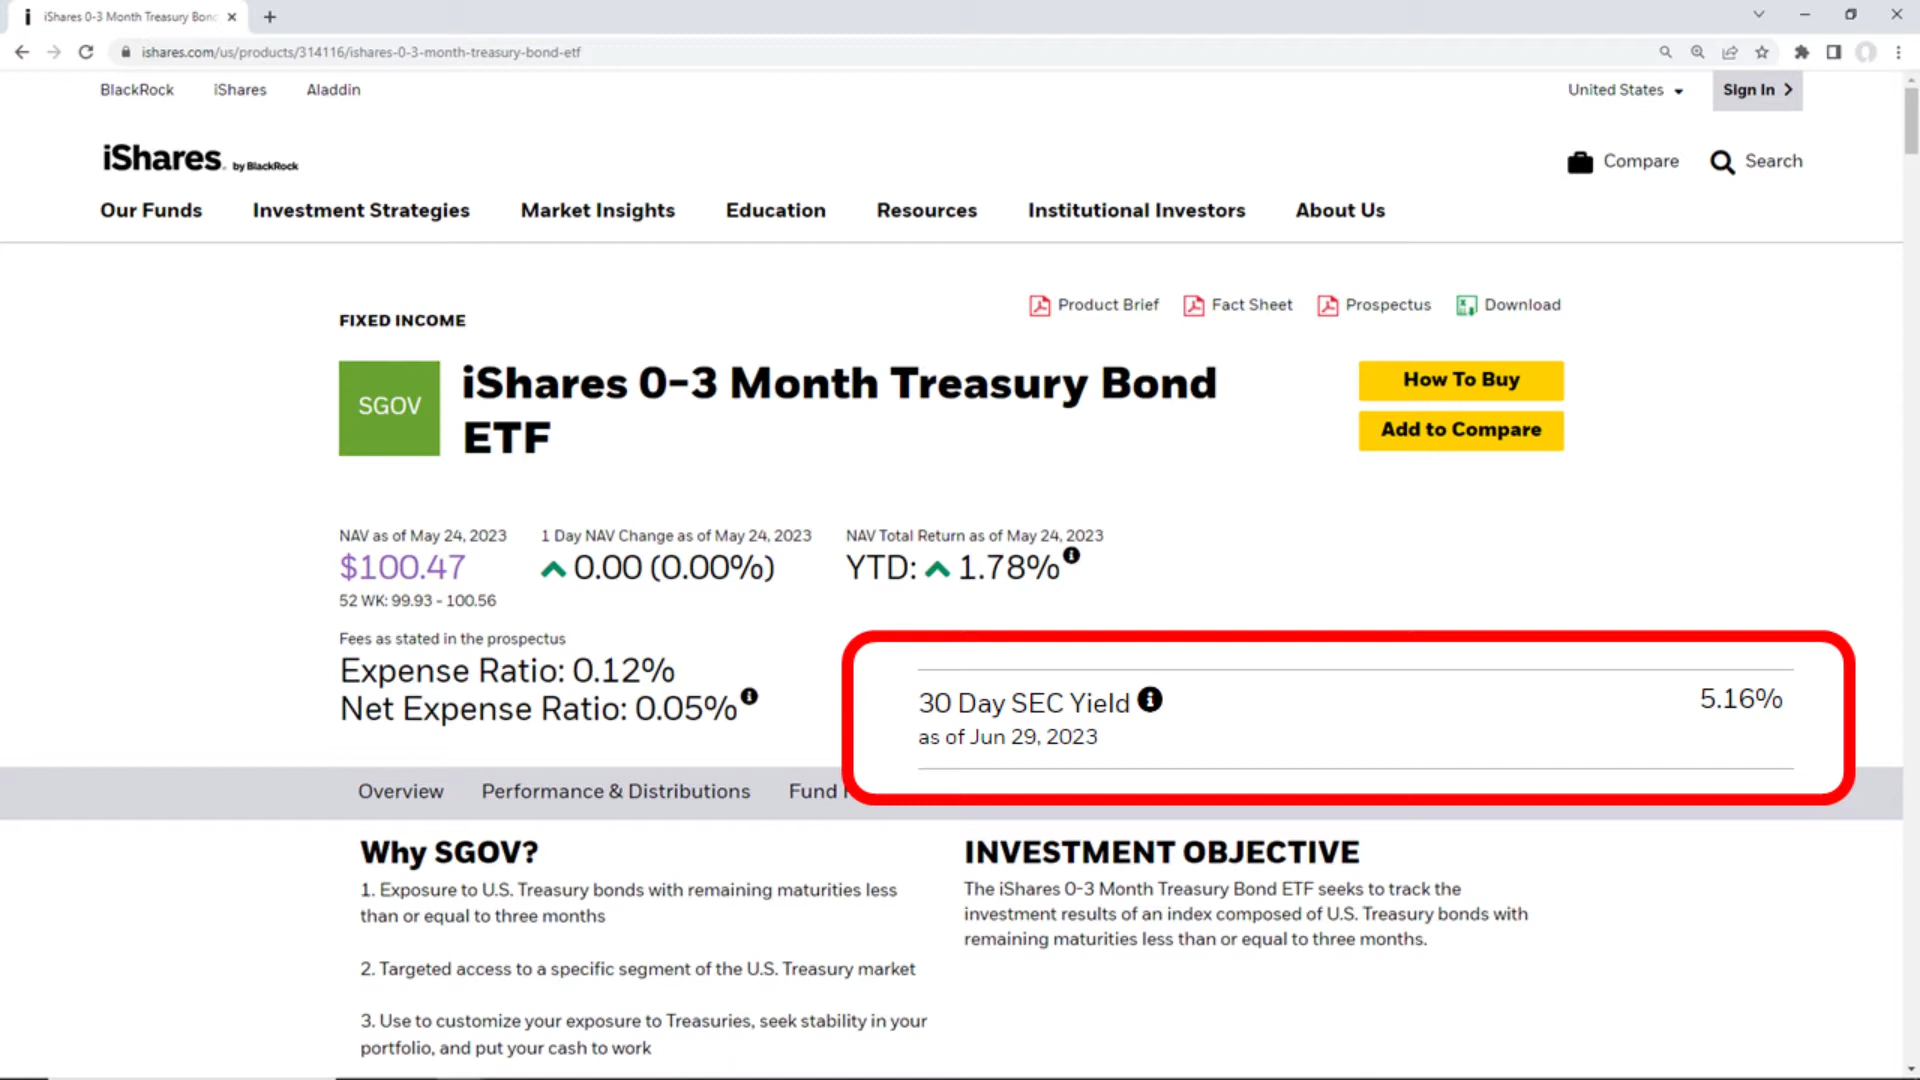 iShares 0-3 Month Treasury Bond
ishares.com/us/products/314116/ishares-0-3-month-treasury-bond-etf
BlackRock iShares Aladdin United States Sign In
iShares by BlackRock
Compare Search
Our Funds Investment Strategies Market Insights Education Resources Institutional Investors About Us
Product Brief Fact Sheet Prospectus Download
FIXED INCOME
SGOV
iShares 0-3 Month Treasury Bond
ETF
How To Buy
Add to Compare
NAV as of May 24, 2023 1 Day NAV Change as of May 24, 2023 NAV Total Return as of May 24, 2023
$100.47 0.00 (0.00%) YTD: 1.78%
52 WK: 99.93 - 100.56
Fees as stated in the prospectus
Expense Ratio: 0.12%
Net Expense Ratio: 0.05%
30 Day SEC Yield 5.16%
as of Jun 29, 2023
Overview Performance & Distributions Fund
Why SGOV?
1. Exposure to U.S. Treasury bonds with remaining maturities less
than or equal to three months
2. Targeted access to a specific segment of the U.S. Treasury market
3. Use to customize your exposure to Treasuries, seek stability in your
portfolio, and put your cash to work
INVESTMENT OBJECTIVE
The iShares 0-3 Month Treasury Bond ETF seeks to track the
investment results of an index composed of U.S. Treasury bonds with
remaining maturities less than or equal to three months.